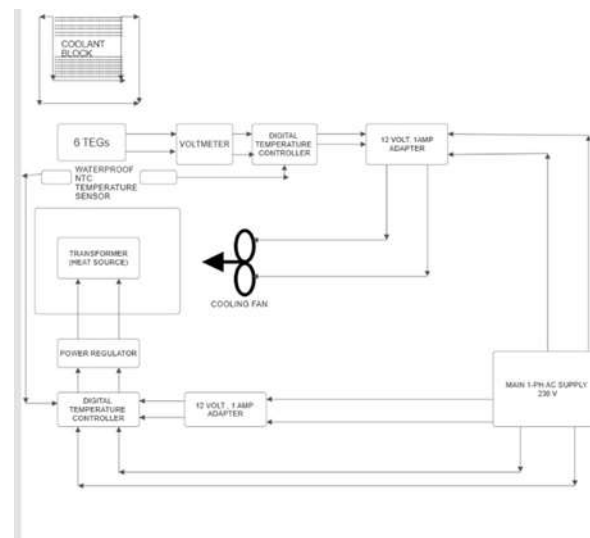 COOLANT
BLOCK
6 TEGs
VOLTMETER
DIGITAL
TEMPERATURE
CONTROLLER
12 VOLT, 1AMP
ADAPTER
WATERPROOF
NTC
TEMPERATURE
SENSOR
TRANSFORMER
(HEAT SOURCE)
COOLING FAN
POWER REGULATOR
MAIN 1-PH-AC SUPPLY
230 V
DIGITAL
TEMPERATURE
CONTROLLER
12 VOLT , 1 AMP
ADAPTER